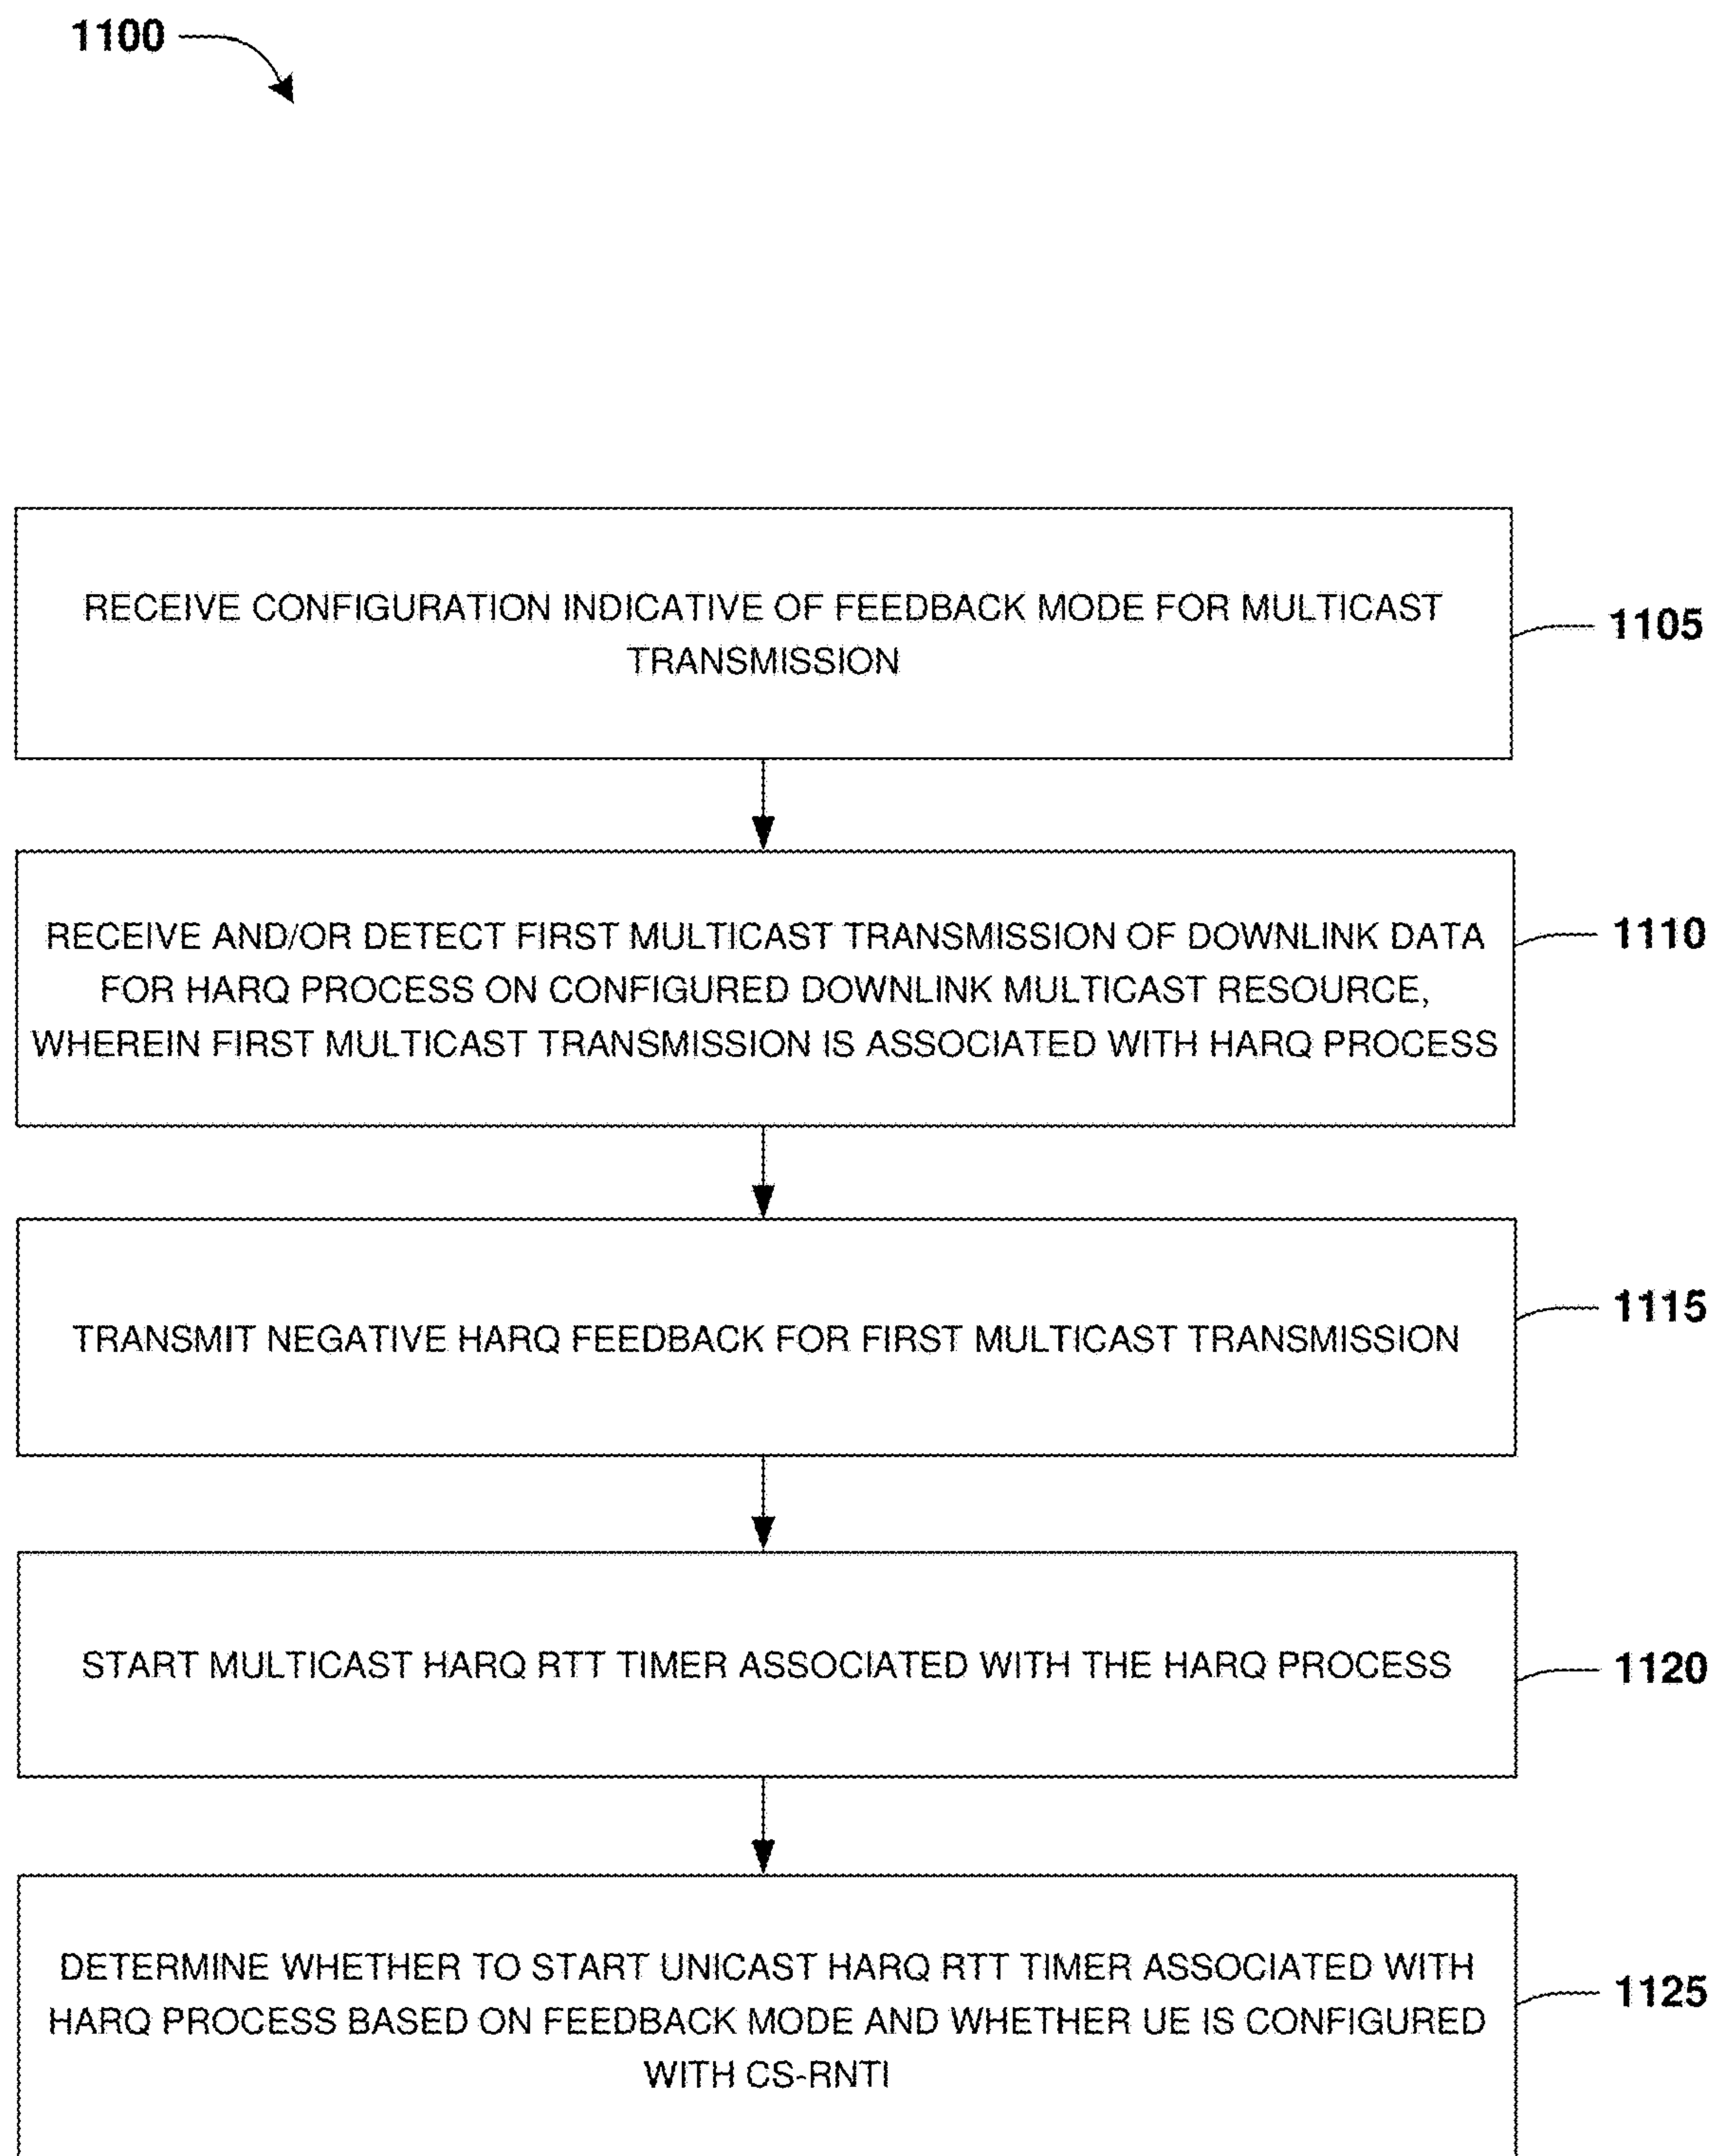 1100
RECEIVE CONFIGURATION INDICATIVE OF FEEDBACK MODE FOR MULTICAST
TRANSMISSION
1105
RECEIVE AND/OR DETECT FIRST MULTICAST TRANSMISSION OF DOWNLINK DATA
FOR HARQ PROCESS ON CONFIGURED DOWNLINK MULTICAST RESOURCE,
WHEREIN FIRST MULTICAST TRANSMISSION IS ASSOCIATED WITH HARQ PROCESS
1110
TRANSMIT NEGATIVE HARQ FEEDBACK FOR FIRST MULTICAST TRANSMISSION
1115
START MULTICAST HARQ RTT TIMER ASSOCIATED WITH THE HARQ PROCESS
1120
DETERMINE WHETHER TO START UNICAST HARQ RTT TIMER ASSOCIATED WITH
HARQ PROCESS BASED ON FEEDBACK MODE AND WHETHER UE IS CONFIGURED
WITH CS-RNTI
1125